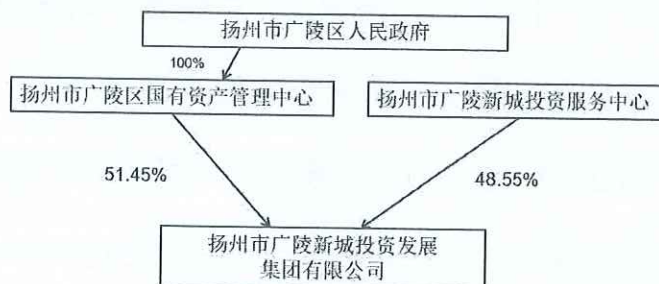 扬州市广陵区人民政府
100%
扬州市广陵区国有资产管理中心
扬州市广陵新城投资服务中心
51.45%
48.55%
扬州市广陵新城投资发展
集团有限公司